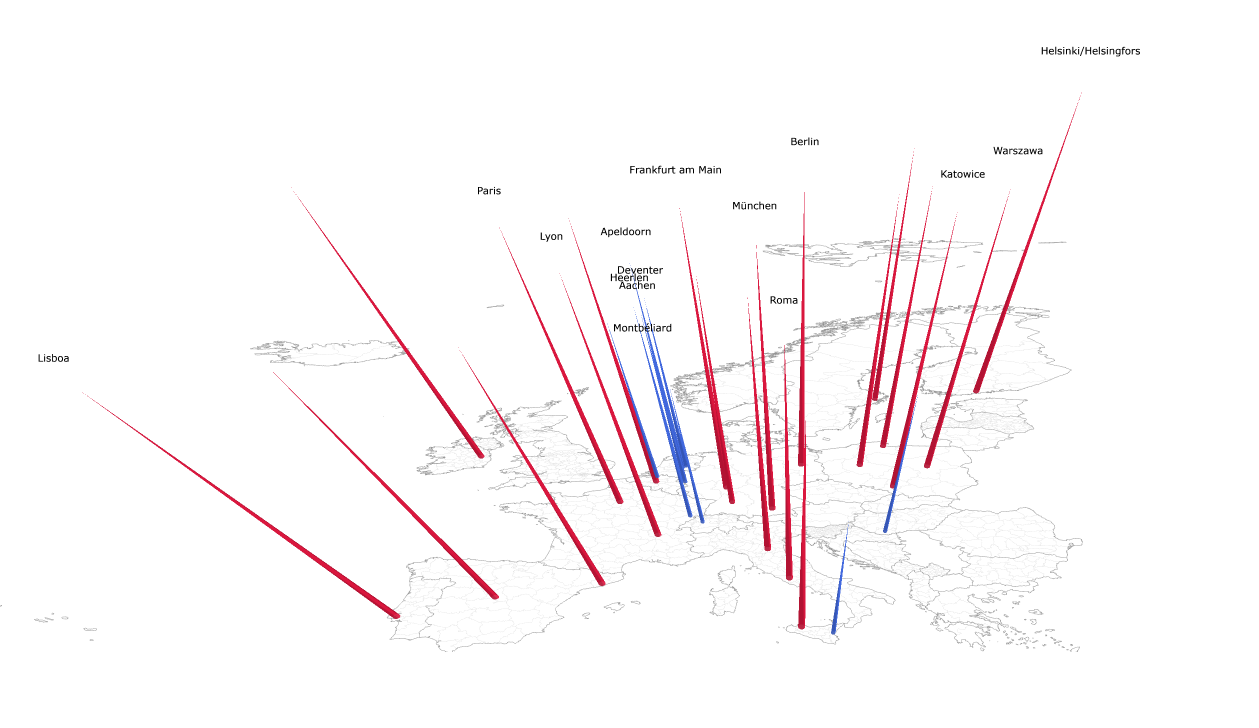 Helsinki/Helsingfors
Berlin
Warszawa
Frankfurt am Main
Katowice
Paris
München
Apeldoorn
Lyon
Deventer
Heerlen
Aachen
Roma
Montbéliard
Lisboa